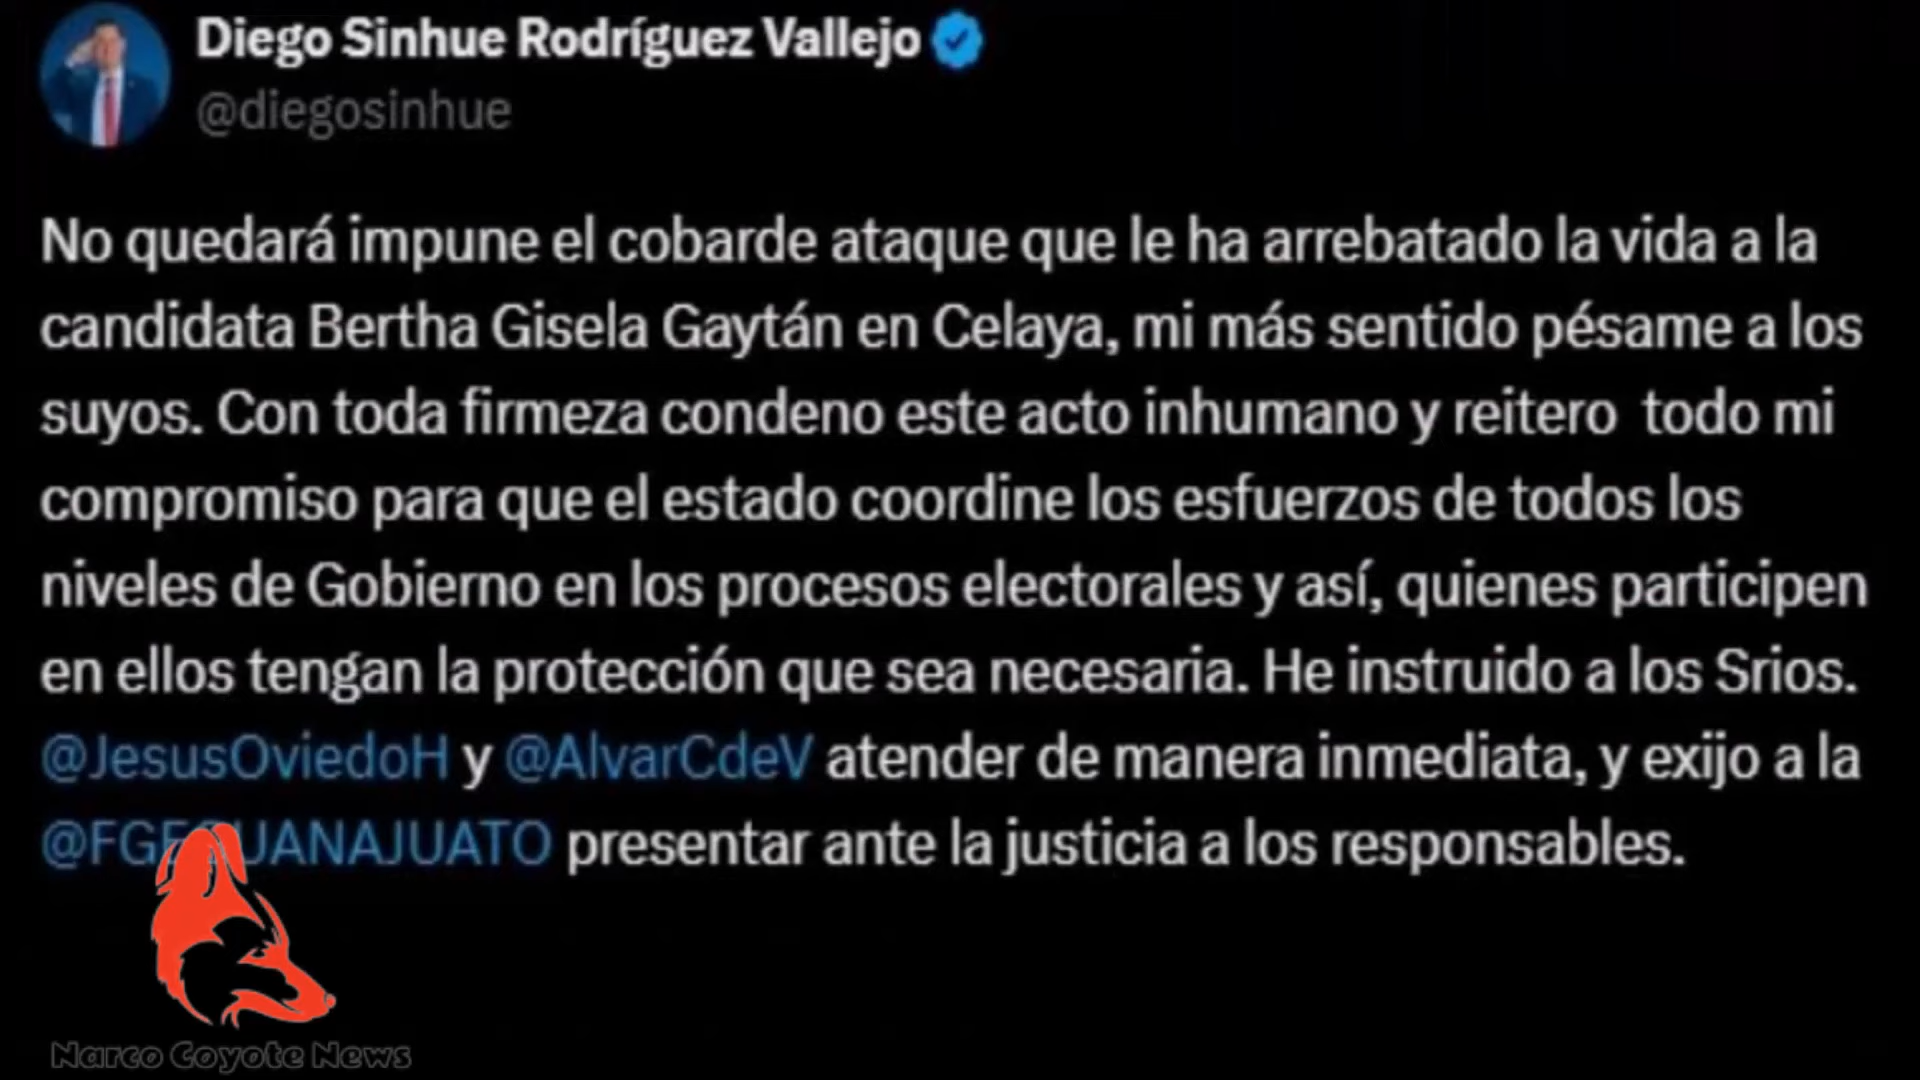 Diego Sinhue Rodríguez Vallejo
@diegosinhue
No quedará impune el cobarde ataque que le ha arrebatado la vida a la
candidata Bertha Gisela Gaytán en Celaya, mi más sentido pésame a los
suyos. Con toda firmeza condeno este acto inhumano y reitero todo mi
compromiso para que el estado coordine los esfuerzos de todos los
niveles de Gobierno en los procesos electorales y así, quienes participen
en ellos tengan la protección que sea necesaria. He instruido a los Srios.
@JesusOviedoH y @AlvarCdeV atender de manera inmediata, y exijo a la
@FGEGUANAJUATO presentar ante la justicia a los responsables.
Narco Coyote News